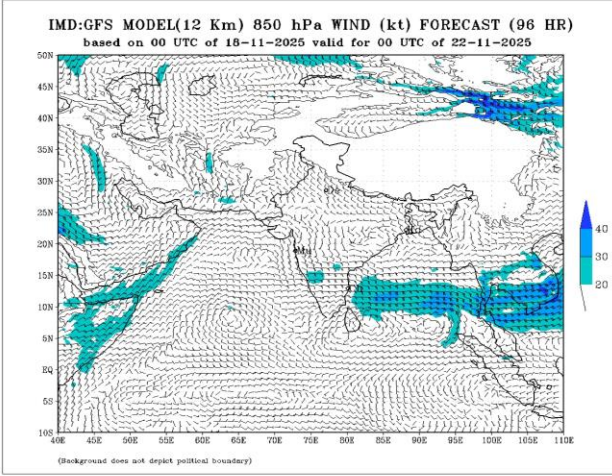 IMD:GFS MODEL(12 Km) 850 hPa WIND (kt) FORECAST (96 HR)
based on 00 UTC of 18-11-2025 valid for 00 UTC of 22-11-2025
50N
45N
40N
35N
30N
25N
20N
15N
10N
5N
EQ
5S
10S
40
30
20
40E 45E 50E 55E 60E 65E 70E 75E 80E 85E 90E 95E 100E 105E 110E
(Background does not depict political boundary)